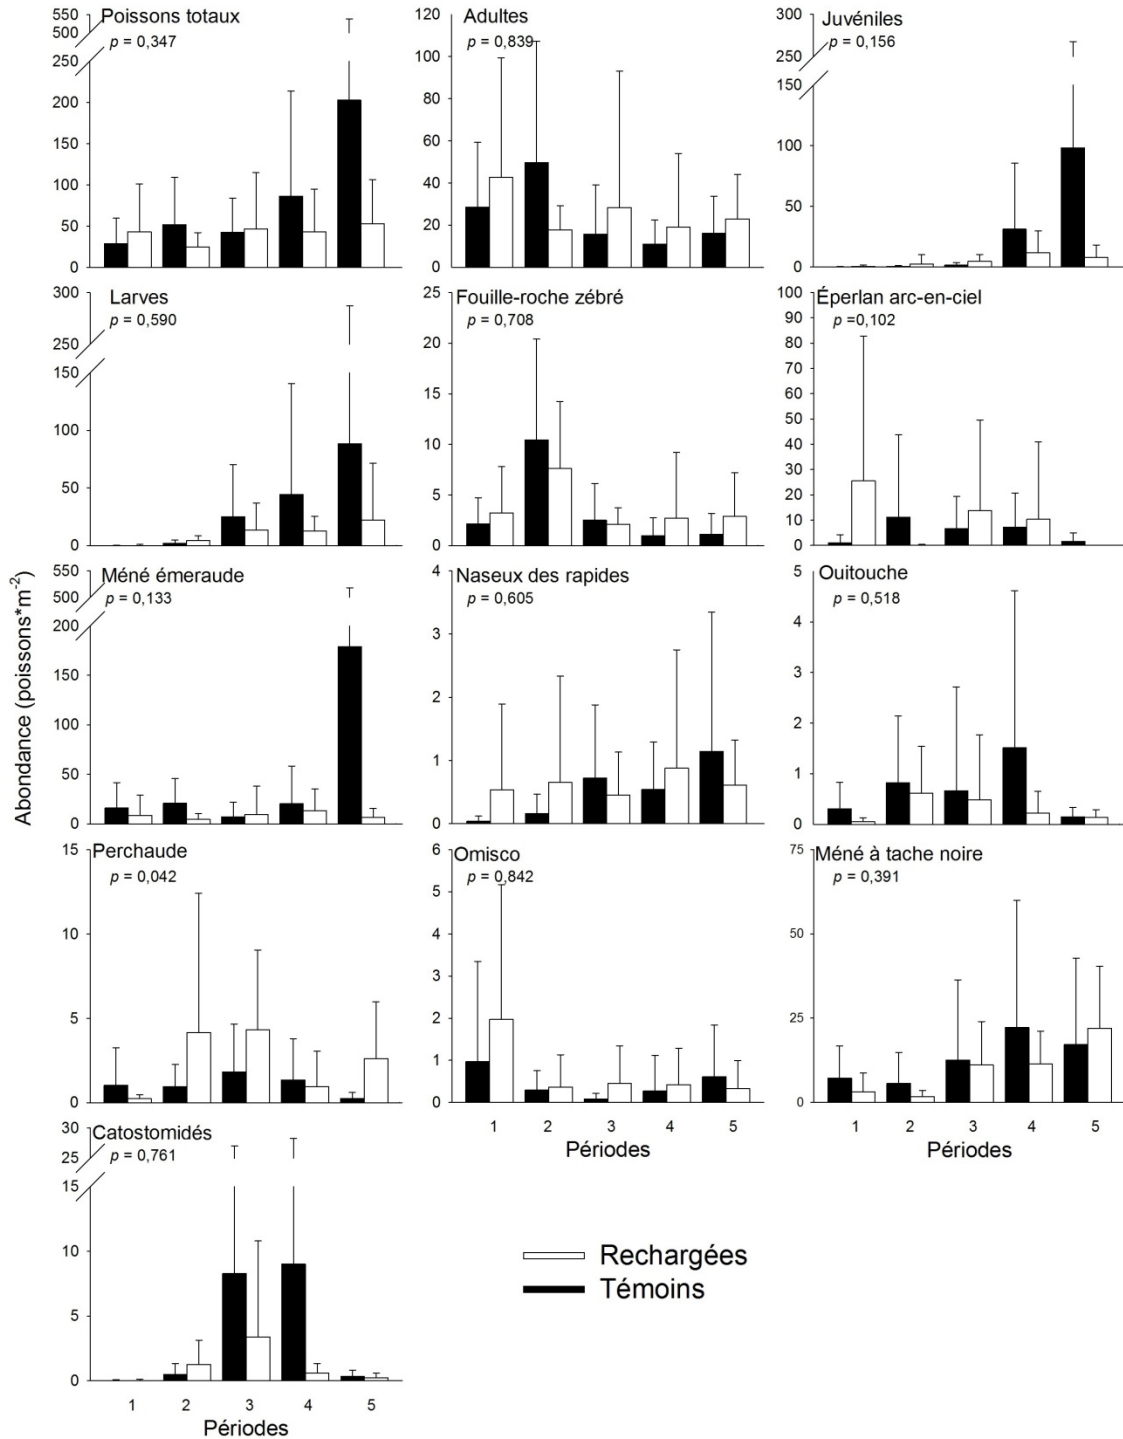 Poissons totaux
p = 0,347
550
500
250
200
150
100
50
0
Adultes
p = 0,839
120
100
80
60
40
20
0
Juvéniles
p = 0,156
300
250
150
100
50
0
Larves
p = 0,590
300
250
150
100
50
0
Fouille-roche zébré
p = 0,708
25
20
15
10
5
0
Éperlan arc-en-ciel
p =0,102
100
90
80
70
60
50
40
30
20
10
0
Abondance (poissons*m-2)
Méné émeraude
p = 0,133
550
500
200
150
100
50
0
Naseux des rapides
p = 0,605
4
3
2
1
0
Ouitouche
p = 0,518
5
4
3
2
1
0
Perchaude
p = 0,042
15
10
5
0
Omisco
p = 0,842
6
5
4
3
2
1
0
1 2 3 4 5
Périodes
Méné à tache noire
p = 0,391
75
50
25
0
1 2 3 4 5
Périodes
Catostomidés
p = 0,761
30
25
15
10
5
0
1 2 3 4 5
Périodes
Rechargées
Témoins